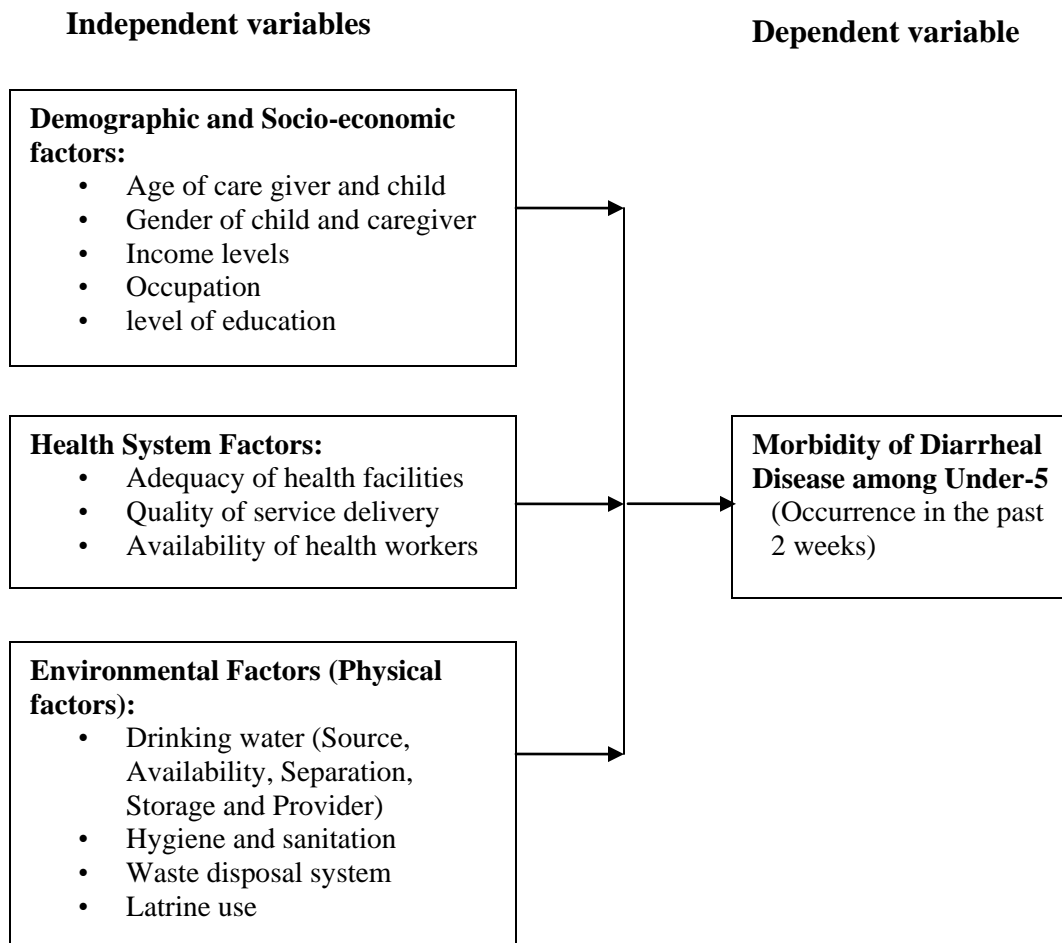 Independent variables
Dependent variable
Demographic and Socio-economic
factors:
• Age of care giver and child
• Gender of child and caregiver
• Income levels
• Occupation
• level of education
Health System Factors:
• Adequacy of health facilities
• Quality of service delivery
• Availability of health workers
Morbidity of Diarrheal
Disease among Under-5
(Occurrence in the past
2 weeks)
Environmental Factors (Physical
factors):
• Drinking water (Source,
Availability, Separation,
Storage and Provider)
• Hygiene and sanitation
• Waste disposal system
• Latrine use